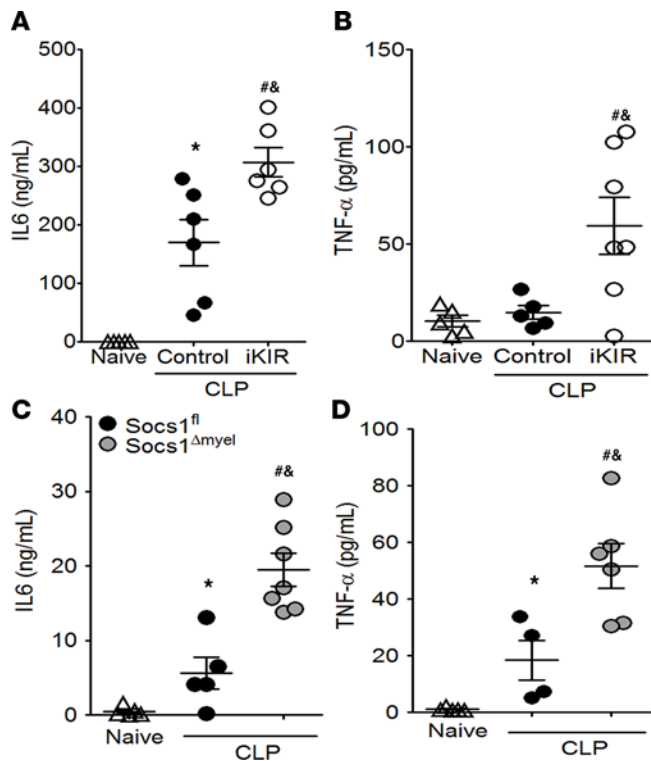 A
IL6 (ng/mL)
500
400
300
200
100
0
*
#&
Naive Control iKIR
CLP
B
TNF-α (pg/mL)
150
100
50
0
#&
Naive Control iKIR
CLP
C
Socs1fl
Socs1Δmyel
IL6 (ng/mL)
40
30
20
10
0
*
#&
Naive
CLP
D
TNF-α (pg/mL)
100
80
60
40
20
0
*
#&
Naive
CLP